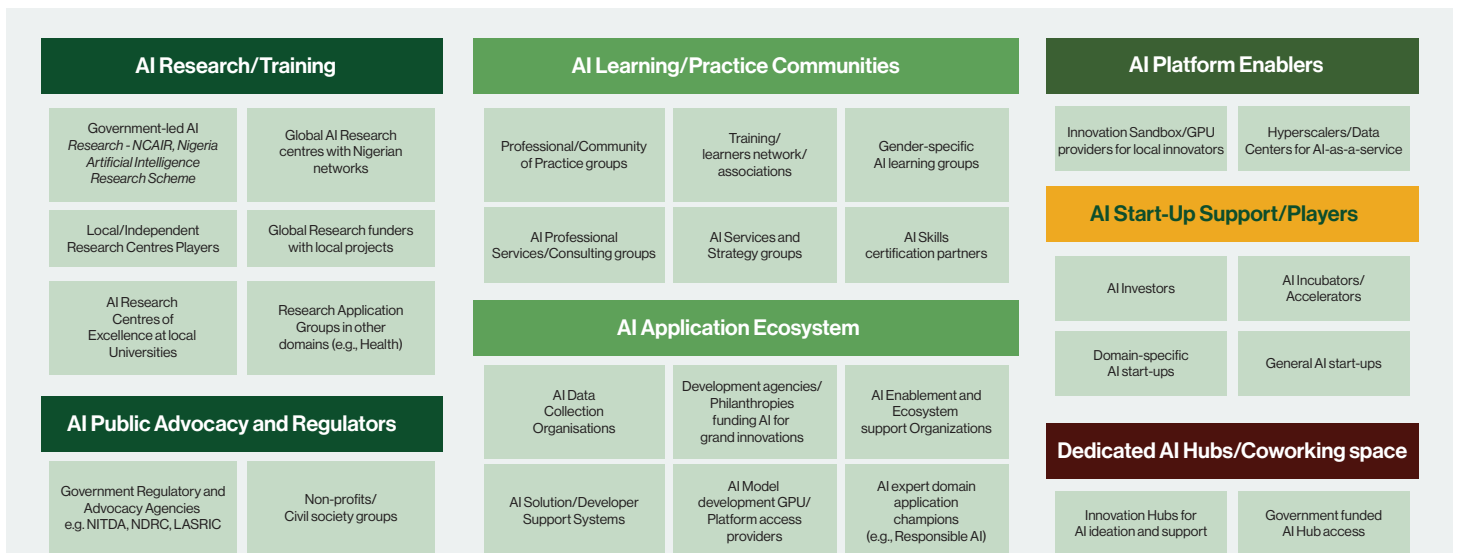 AI Research/Training
Government-led AI
Research - NCAIR, Nigeria
Artificial Intelligence
Research Scheme
Global AI Research
centres with Nigerian
networks
Local/Independent
Research Centres Players
Global Research funders
with local projects
AI Research
Centres of
Excellence at local
Universities
Research Application
Groups in other
domains (e.g., Health)
AI Public Advocacy and Regulators
Government Regulatory and
Advocacy Agencies
e.g. NITDA, NDRC, LASRIC
Non-profits/
Civil society groups
AI Learning/Practice Communities
Professional/Community
of Practice groups
Training/
learners network/
associations
Gender-specific
AI learning groups
AI Professional
Services/Consulting groups
AI Services and
Strategy groups
AI Skills
certification partners
AI Application Ecosystem
AI Data
Collection
Organisations
Development agencies/
Philanthropies
funding AI for
grand innovations
AI Enablement and
Ecosystem
support Organizations
AI Solution/Developer
Support Systems
AI Model
development GPU/
Platform access
providers
AI expert domain
application
champions
(e.g., Responsible AI)
AI Platform Enablers
Innovation Sandbox/GPU
providers for local innovators
Hyperscalers/Data
Centers for AI-as-a-service
AI Start-Up Support/Players
AI Investors
AI Incubators/
Accelerators
Domain-specific
AI start-ups
General AI start-ups
Dedicated AI Hubs/Coworking space
Innovation Hubs for
AI ideation and support
Government funded
AI Hub access